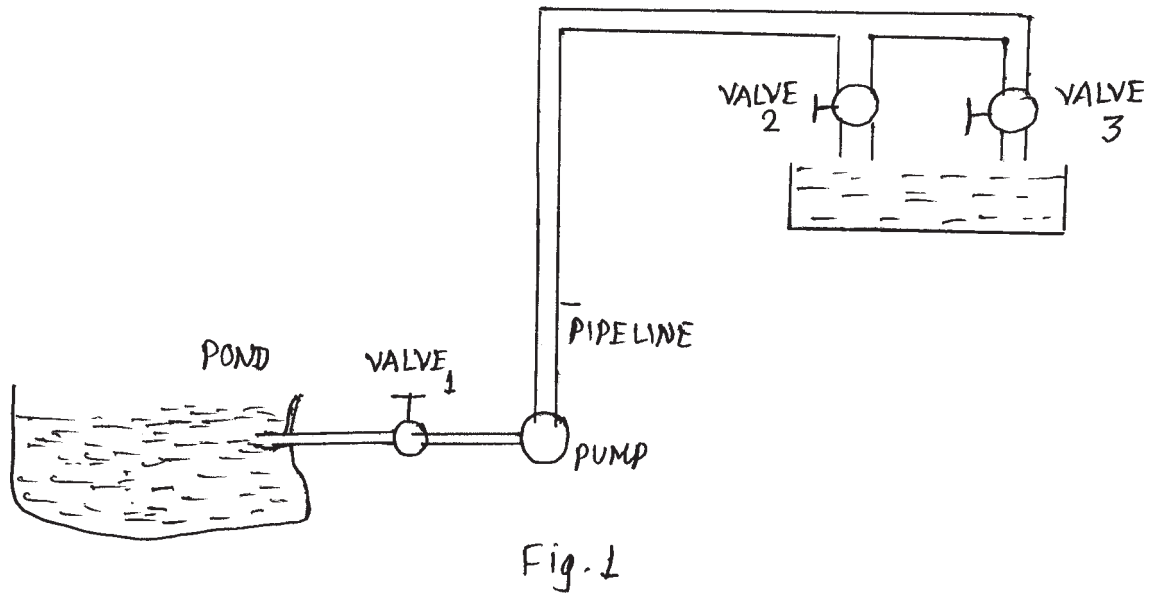 VALVE
2
VALVE
3
PIPELINE
POND
VALVE
1
PUMP
Fig. 1